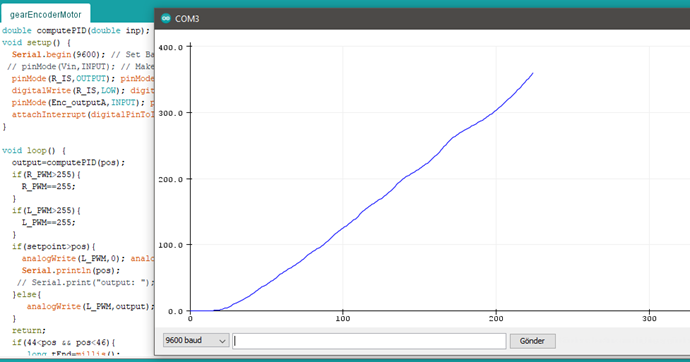 gearEncoderMotor
COM3
double computePID(double inp);
void setup() {
Serial.begin(9600); // Set Ba
// pinMode(Vin,INPUT); // Make
pinMode(R_IS,OUTPUT); pinMode
digitalWrite(R_IS,LOW); digit
pinMode(Enc_outputA,INPUT); p
attachInterrupt(digitalPinToI
}
void loop() {
output=computePID(pos);
if(R_PWM>255){
R_PWM==255;
}
if(L_PWM>255){
L_PWM==255;
}
if(setpoint>pos){
analogWrite(L_PWM,0); analo
Serial.println(pos);
// Serial.print("output: ");
}else{
analogWrite(L_PWM,output);
}
return;
if(44<pos && pos<46){
long tEnd=millis();
400.0
300.0
200.0
100.0
0.0
0
100
200
300
9600 baud
Gönder